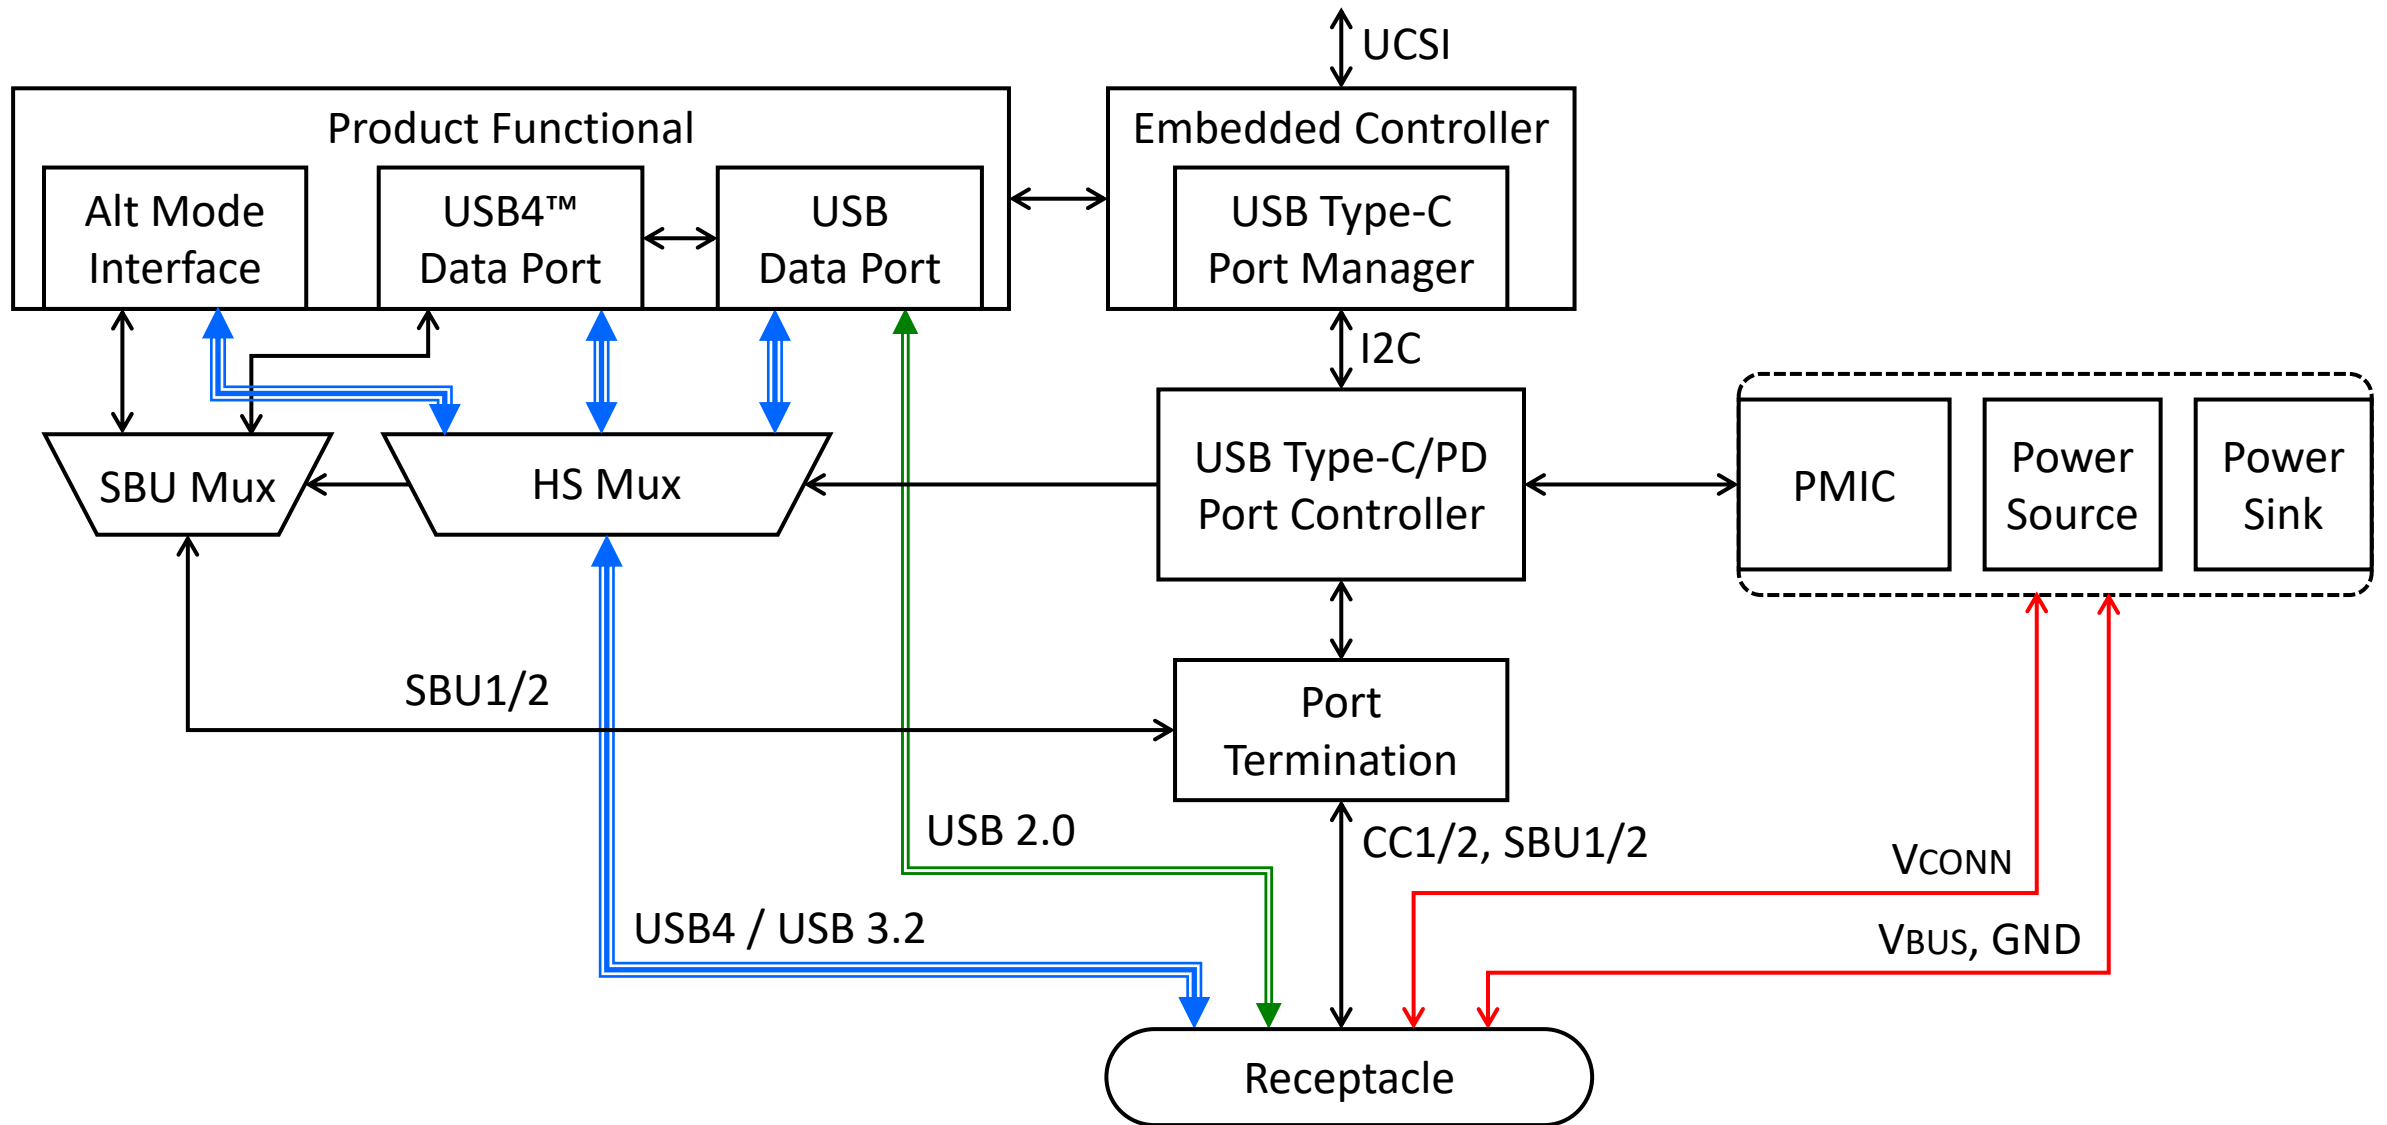 UCSI
Product Functional
Embedded Controller
Alt Mode
Interface
USB4™
Data Port
USB
Data Port
USB Type-C
Port Manager
I2C
SBU Mux
HS Mux
USB Type-C/PD
Port Controller
PMIC
Power
Source
Power
Sink
SBU1/2
Port
Termination
USB 2.0
CC1/2, SBU1/2
VCONN
USB4 / USB 3.2
VBUS, GND
Receptacle